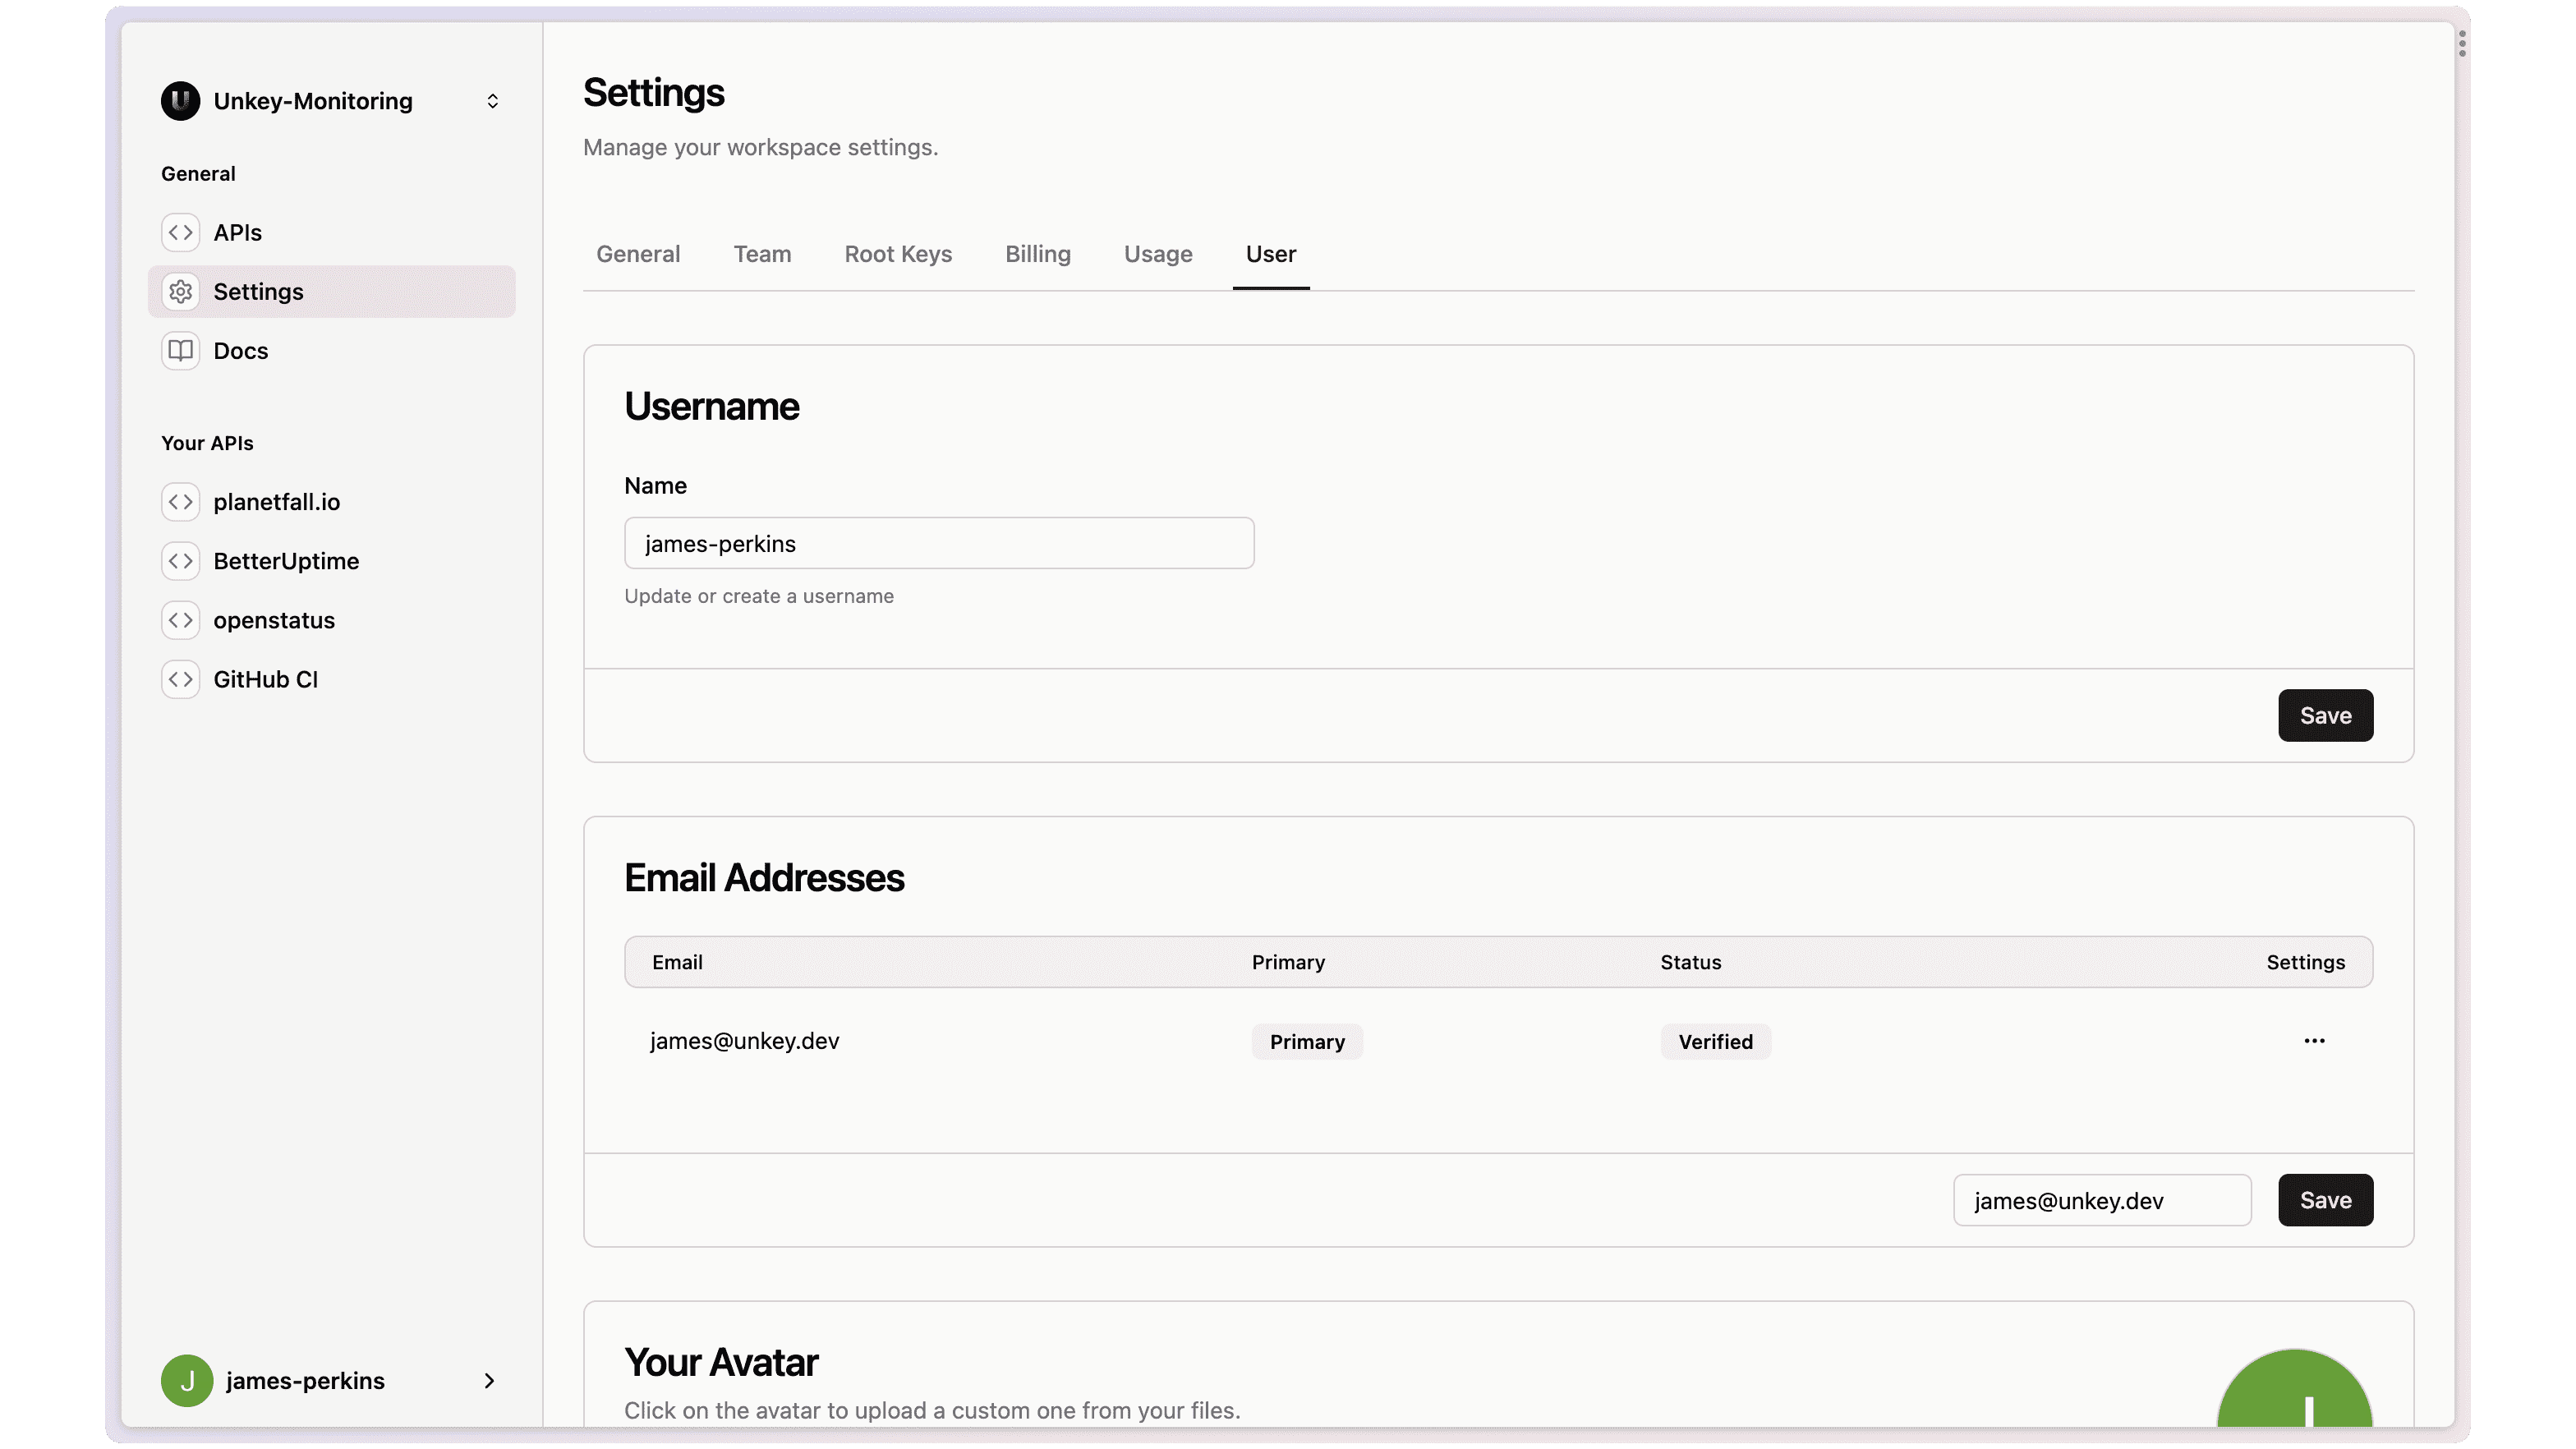 U Unkey-Monitoring
General
APIs
Settings
Docs
Your APIs
planetfall.io
BetterUptime
openstatus
GitHub CI
J james-perkins
Settings
Manage your workspace settings.
General Team Root Keys Billing Usage User
Username
Name
james-perkins
Update or create a username
Save
Email Addresses
Email Primary Status Settings
james@unkey.dev Primary Verified
james@unkey.dev Save
Your Avatar
Click on the avatar to upload a custom one from your files.